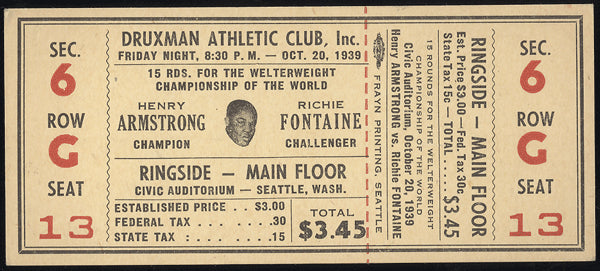 SEC.
6
ROW
G
SEAT
13
DRUXMAN ATHLETIC CLUB, Inc.
FRIDAY NIGHT, 8:30 P. M. — OCT. 20, 1939
15 RDS. FOR THE WELTERWEIGHT
CHAMPIONSHIP OF THE WORLD
HENRY
ARMSTRONG
CHAMPION
RICHIE
FONTAINE
CHALLENGER
RINGSIDE — MAIN FLOOR
CIVIC AUDITORIUM — SEATTLE, WASH.
ESTABLISHED PRICE . . $3.00
FEDERAL TAX . . . . .30
STATE TAX . . . . . .15
TOTAL
$3.45
FRAYN PRINTING, SEATTLE
RINGSIDE — MAIN FLOOR
Est. Price $3.00—Fed. Tax 30c
State Tax 15c — TOTAL . . . $3.45
15 ROUNDS FOR THE WELTERWEIGHT
CHAMPIONSHIP OF THE WORLD
Civic Auditorium, October 20, 1939
Henry ARMSTRONG vs. Richie FONTAINE
SEC.
6
ROW
G
SEAT
13